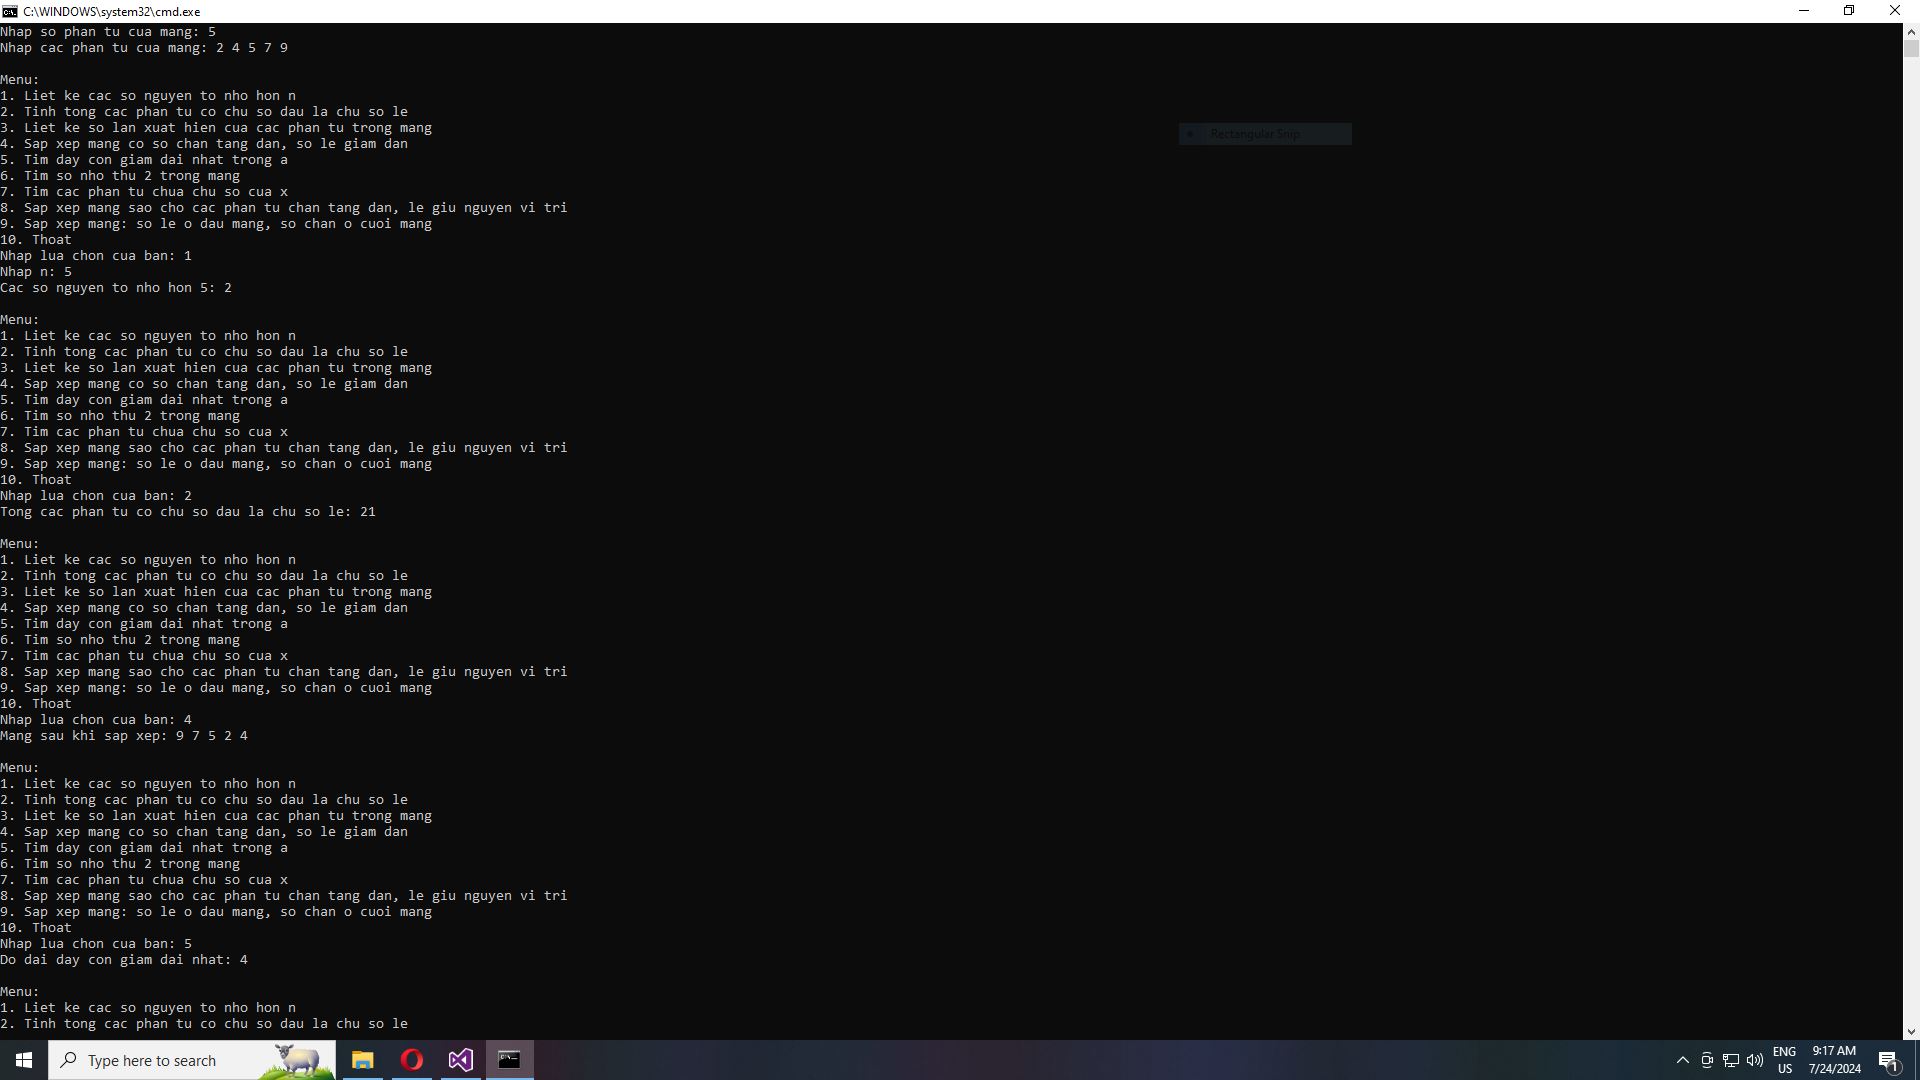 C:\WINDOWS\system32\cmd.exe
Nhap so phan tu cua mang: 5
Nhap cac phan tu cua mang: 2 4 5 7 9
Menu:
1. Liet ke cac so nguyen to nho hon n
2. Tinh tong cac phan tu co chu so dau la chu so le
3. Liet ke so lan xuat hien cua cac phan tu trong mang
4. Sap xep mang co so chan tang dan, so le giam dan
5. Tim day con giam dai nhat trong a
6. Tim so nho thu 2 trong mang
7. Tim cac phan tu chua chu so cua x
8. Sap xep mang sao cho cac phan tu chan tang dan, le giu nguyen vi tri
9. Sap xep mang: so le o dau mang, so chan o cuoi mang
10. Thoat
Nhap lua chon cua ban: 1
Nhap n: 5
Cac so nguyen to nho hon 5: 2
Menu:
1. Liet ke cac so nguyen to nho hon n
2. Tinh tong cac phan tu co chu so dau la chu so le
3. Liet ke so lan xuat hien cua cac phan tu trong mang
4. Sap xep mang co so chan tang dan, so le giam dan
5. Tim day con giam dai nhat trong a
6. Tim so nho thu 2 trong mang
7. Tim cac phan tu chua chu so cua x
8. Sap xep mang sao cho cac phan tu chan tang dan, le giu nguyen vi tri
9. Sap xep mang: so le o dau mang, so chan o cuoi mang
10. Thoat
Nhap lua chon cua ban: 2
Tong cac phan tu co chu so dau la chu so le: 21
Menu:
1. Liet ke cac so nguyen to nho hon n
2. Tinh tong cac phan tu co chu so dau la chu so le
3. Liet ke so lan xuat hien cua cac phan tu trong mang
4. Sap xep mang co so chan tang dan, so le giam dan
5. Tim day con giam dai nhat trong a
6. Tim so nho thu 2 trong mang
7. Tim cac phan tu chua chu so cua x
8. Sap xep mang sao cho cac phan tu chan tang dan, le giu nguyen vi tri
9. Sap xep mang: so le o dau mang, so chan o cuoi mang
10. Thoat
Nhap lua chon cua ban: 4
Mang sau khi sap xep: 9 7 5 2 4
Menu:
1. Liet ke cac so nguyen to nho hon n
2. Tinh tong cac phan tu co chu so dau la chu so le
3. Liet ke so lan xuat hien cua cac phan tu trong mang
4. Sap xep mang co so chan tang dan, so le giam dan
5. Tim day con giam dai nhat trong a
6. Tim so nho thu 2 trong mang
7. Tim cac phan tu chua chu so cua x
8. Sap xep mang sao cho cac phan tu chan tang dan, le giu nguyen vi tri
9. Sap xep mang: so le o dau mang, so chan o cuoi mang
10. Thoat
Nhap lua chon cua ban: 5
Do dai day con giam dai nhat: 4
Menu:
1. Liet ke cac so nguyen to nho hon n
2. Tinh tong cac phan tu co chu so dau la chu so le
Rectangular Snip
Type here to search
ENG
US
9:17 AM
7/24/2024
1